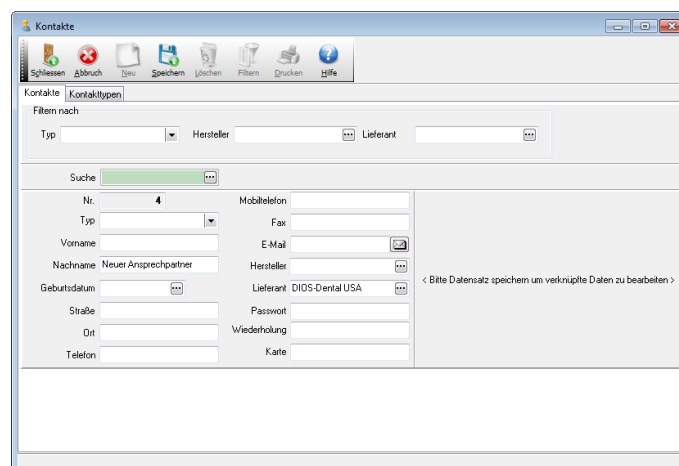 Kontakte
Schliessen Abbruch Neu Speichern Löschen Filtern Drucken Hilfe
Kontakte Kontakttypen
Filtern nach
Typ Hersteller Lieferant
Suche
Nr. 4 Mobiltelefon
Typ Fax
Vorname E-Mail
Nachname Neuer Ansprechpartner Hersteller
< Bitte Datensatz speichern um verknüpfte Daten zu bearbeiten >
Geburtsdatum Lieferant DIOS-Dental USA
Straße Passwort
Ort Wiederholung
Telefon Karte